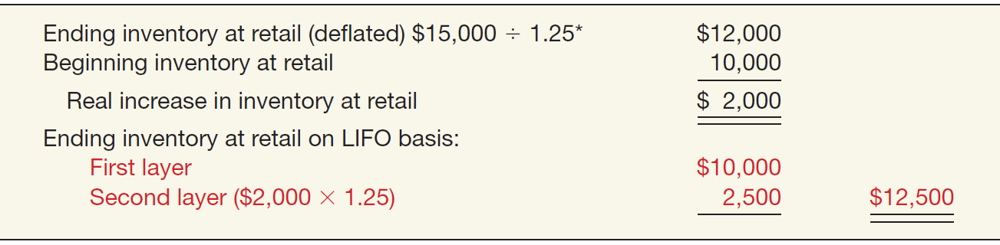 Ending inventory at retail (deflated) $15,000 ÷ 1.25* $12,000
Beginning inventory at retail 10,000
Real increase in inventory at retail $ 2,000
Ending inventory at retail on LIFO basis:
First layer $10,000
Second layer ($2,000 × 1.25) 2,500 $12,500